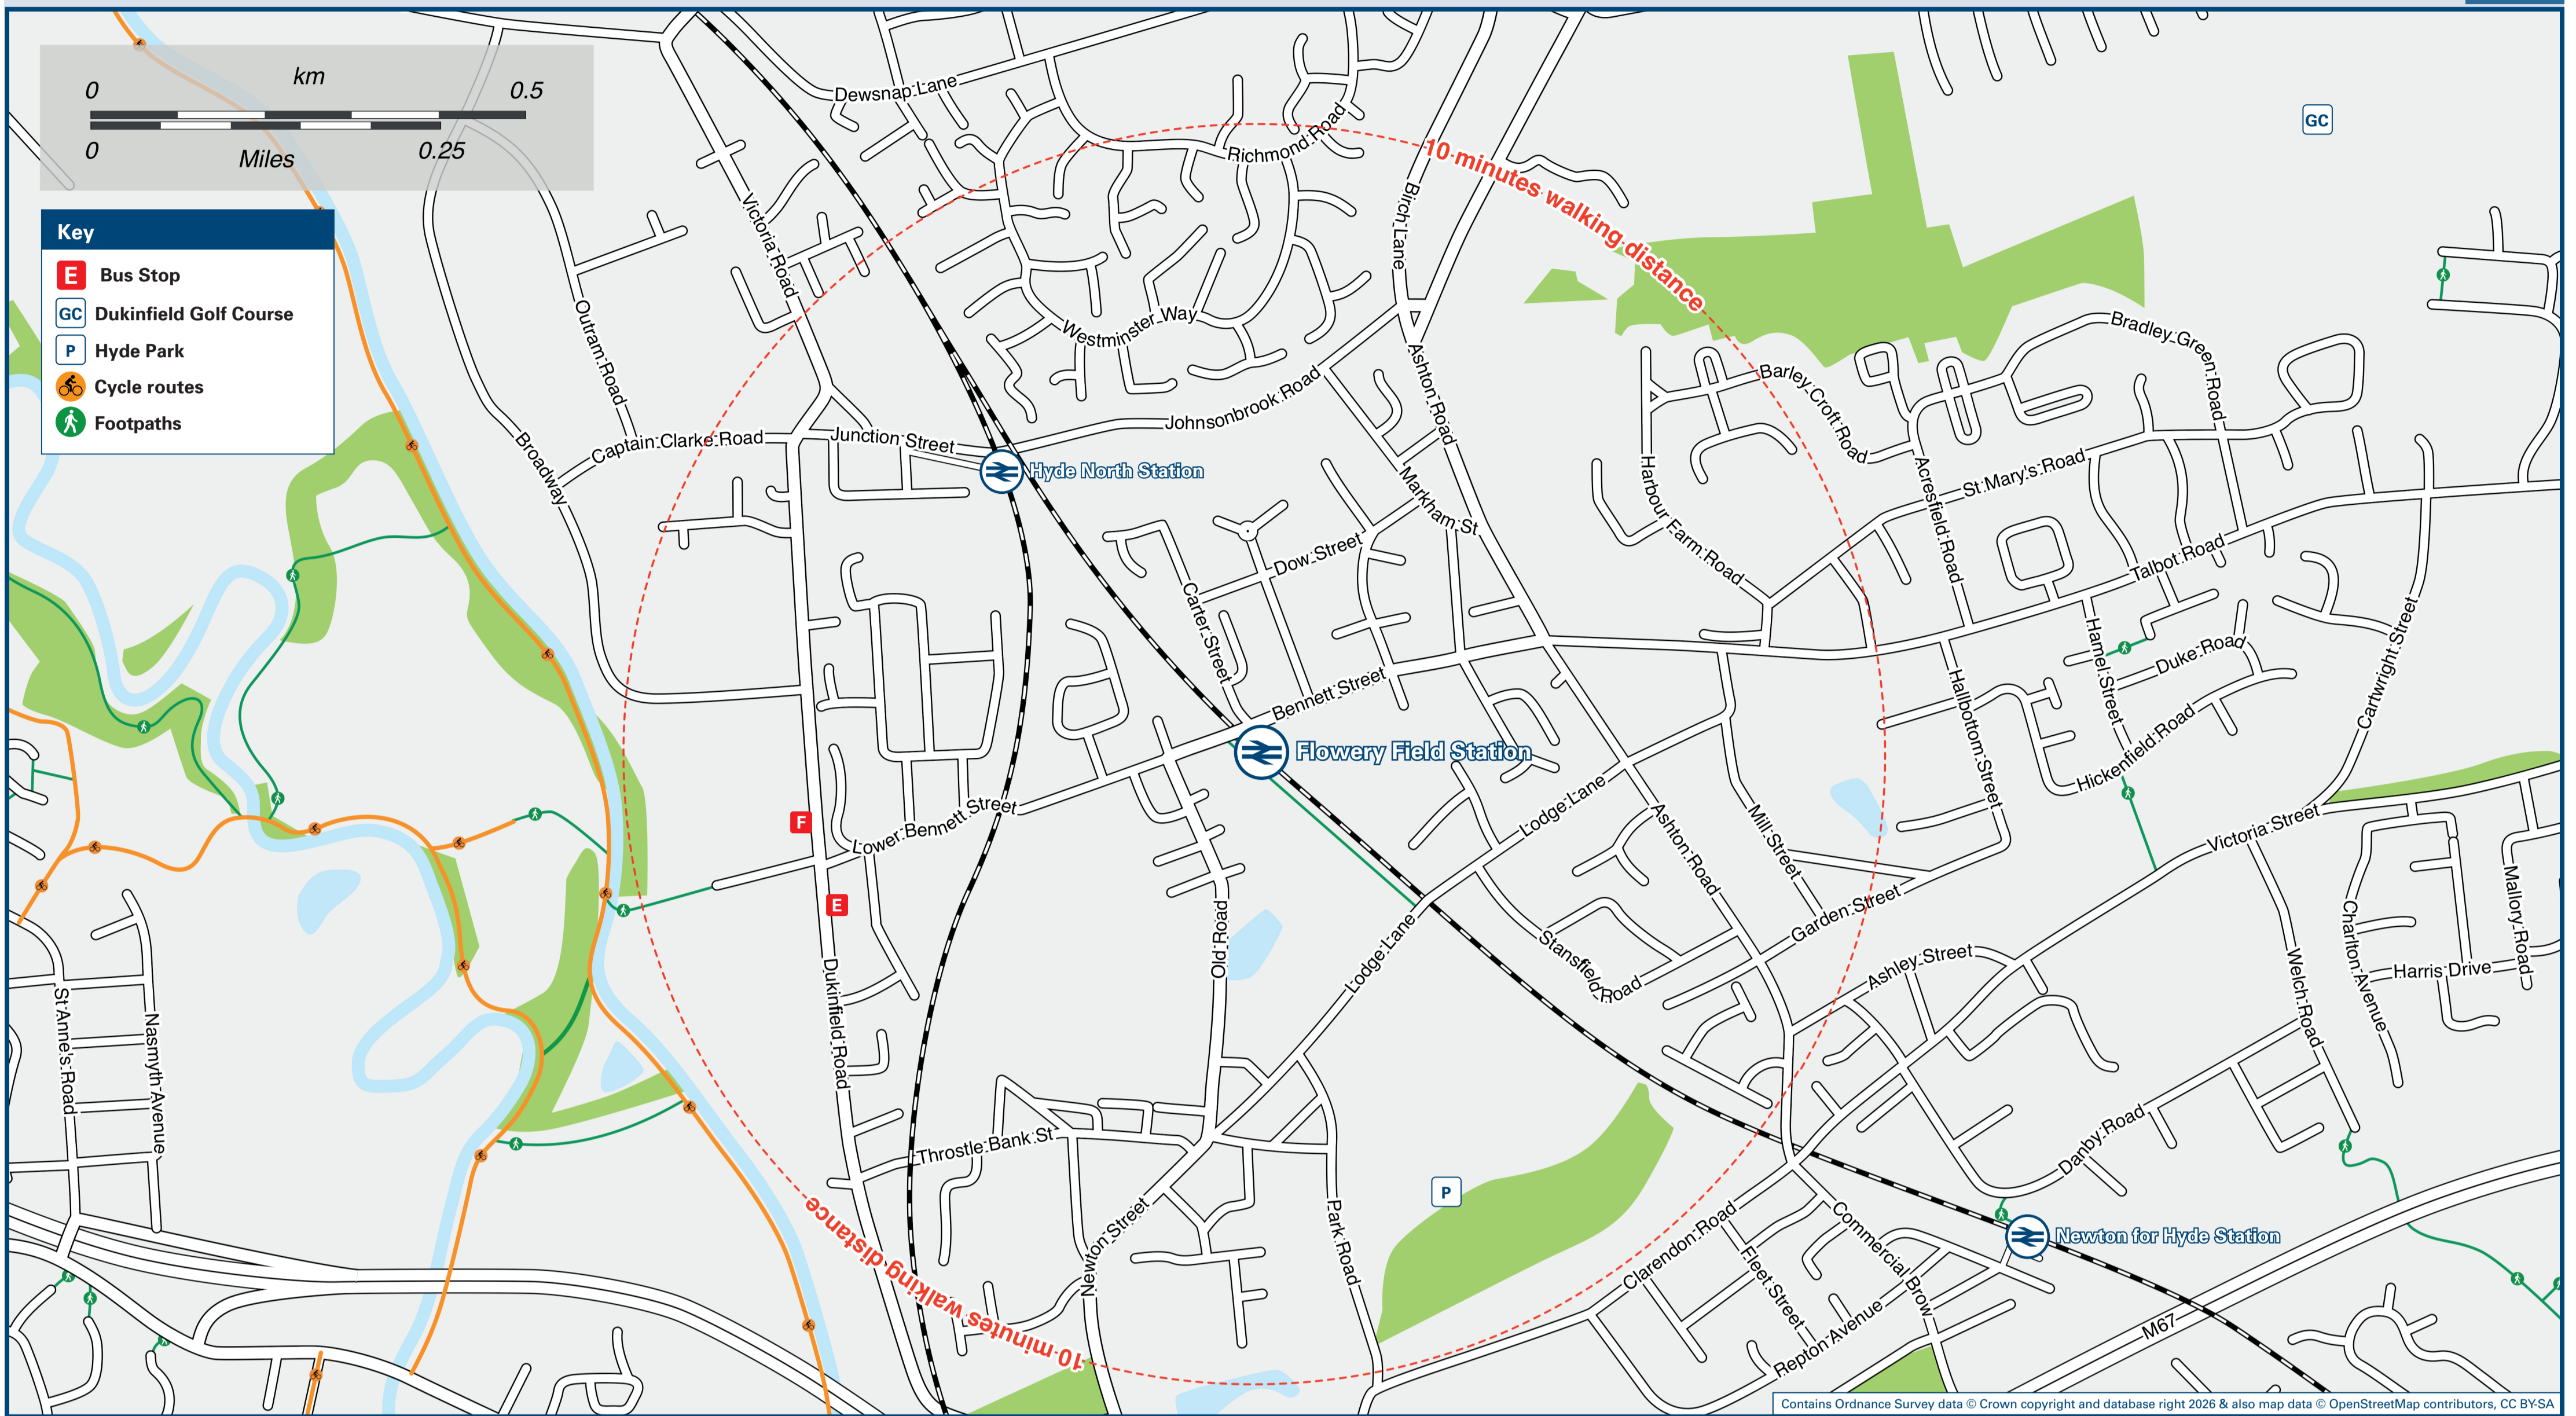 km
0
0.5
0
Miles
0.25
Key
E
Bus Stop
GC
Dukinfield Golf Course
P
Hyde Park
Cycle routes
Footpaths
GC
Dewsnap Lane
Richmond Road
10 minutes walking distance
Birch Lane
Victoria Road
Outram Road
Westminster Way
Bradley Green Road
Barley Croft Road
Ashton Road
Johnsonbrook Road
Captain Clarke Road
Junction Street
Broadway
Hyde North Station
Markham St
Harbour Farm Road
Acresfield Road
St Mary's Road
Dow Street
Talbot Road
Carter Street
Hamel Street
Duke Road
Cartwright Street
Hallbottom Street
Hickenfield Road
Bennett Street
Flowery Field Station
Lodge Lane
Ashton Road
Mill Street
F
Lower Bennett Street
Victoria Street
E
Garden Street
Old Road
Lodge Lane
Stansfield Road
Ashley Street
Charlton Avenue
Mallory Road
Harris Drive
Welch Road
Dukinfield Road
St Anne's Road
Nasmyth Avenue
Throstle Bank St
Danby Road
P
Newton Street
Park Road
Clarendon Road
Commercial Brow
Newton for Hyde Station
Fleet Street
Repton Avenue
M67
10 minutes walking distance
Contains Ordnance Survey data © Crown copyright and database right 2026 & also map data © OpenStreetMap contributors, CC BY-SA